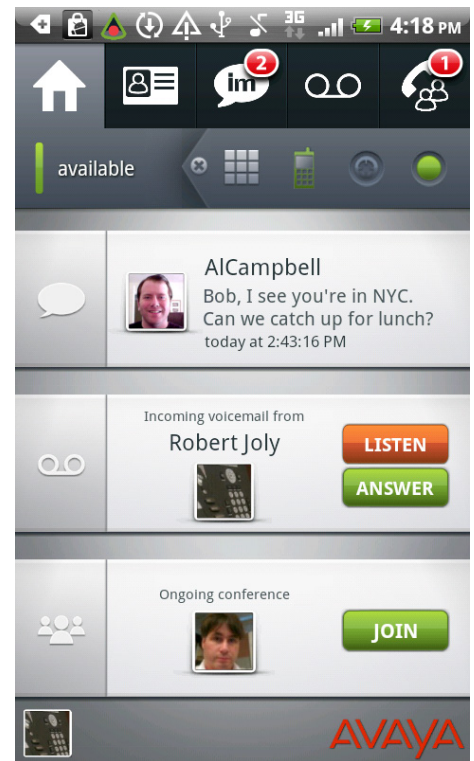 3G
4:18 PM
2
im
1
available
AlCampbell
Bob, I see you're in NYC.
Can we catch up for lunch?
today at 2:43:16 PM
Incoming voicemail from
Robert Joly
LISTEN
ANSWER
Ongoing conference
JOIN
AVAYA